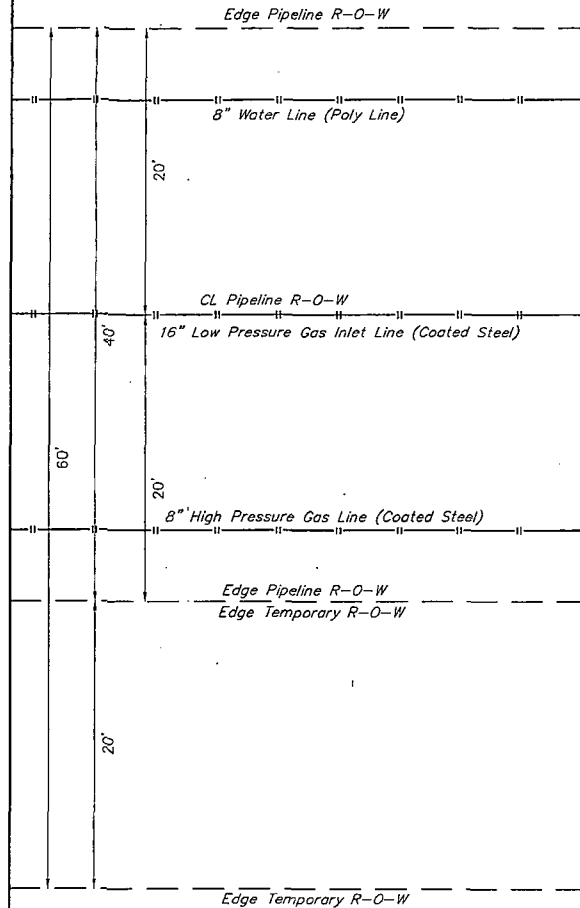 Edge Pipeline R-O-W
8" Water Line (Poly Line)
20'
CL Pipeline R-O-W
16" Low Pressure Gas Inlet Line (Coated Steel)
40'
60'
20'
8" High Pressure Gas Line (Coated Steel)
Edge Pipeline R-O-W
Edge Temporary R-O-W
20'
Edge Temporary R-O-W